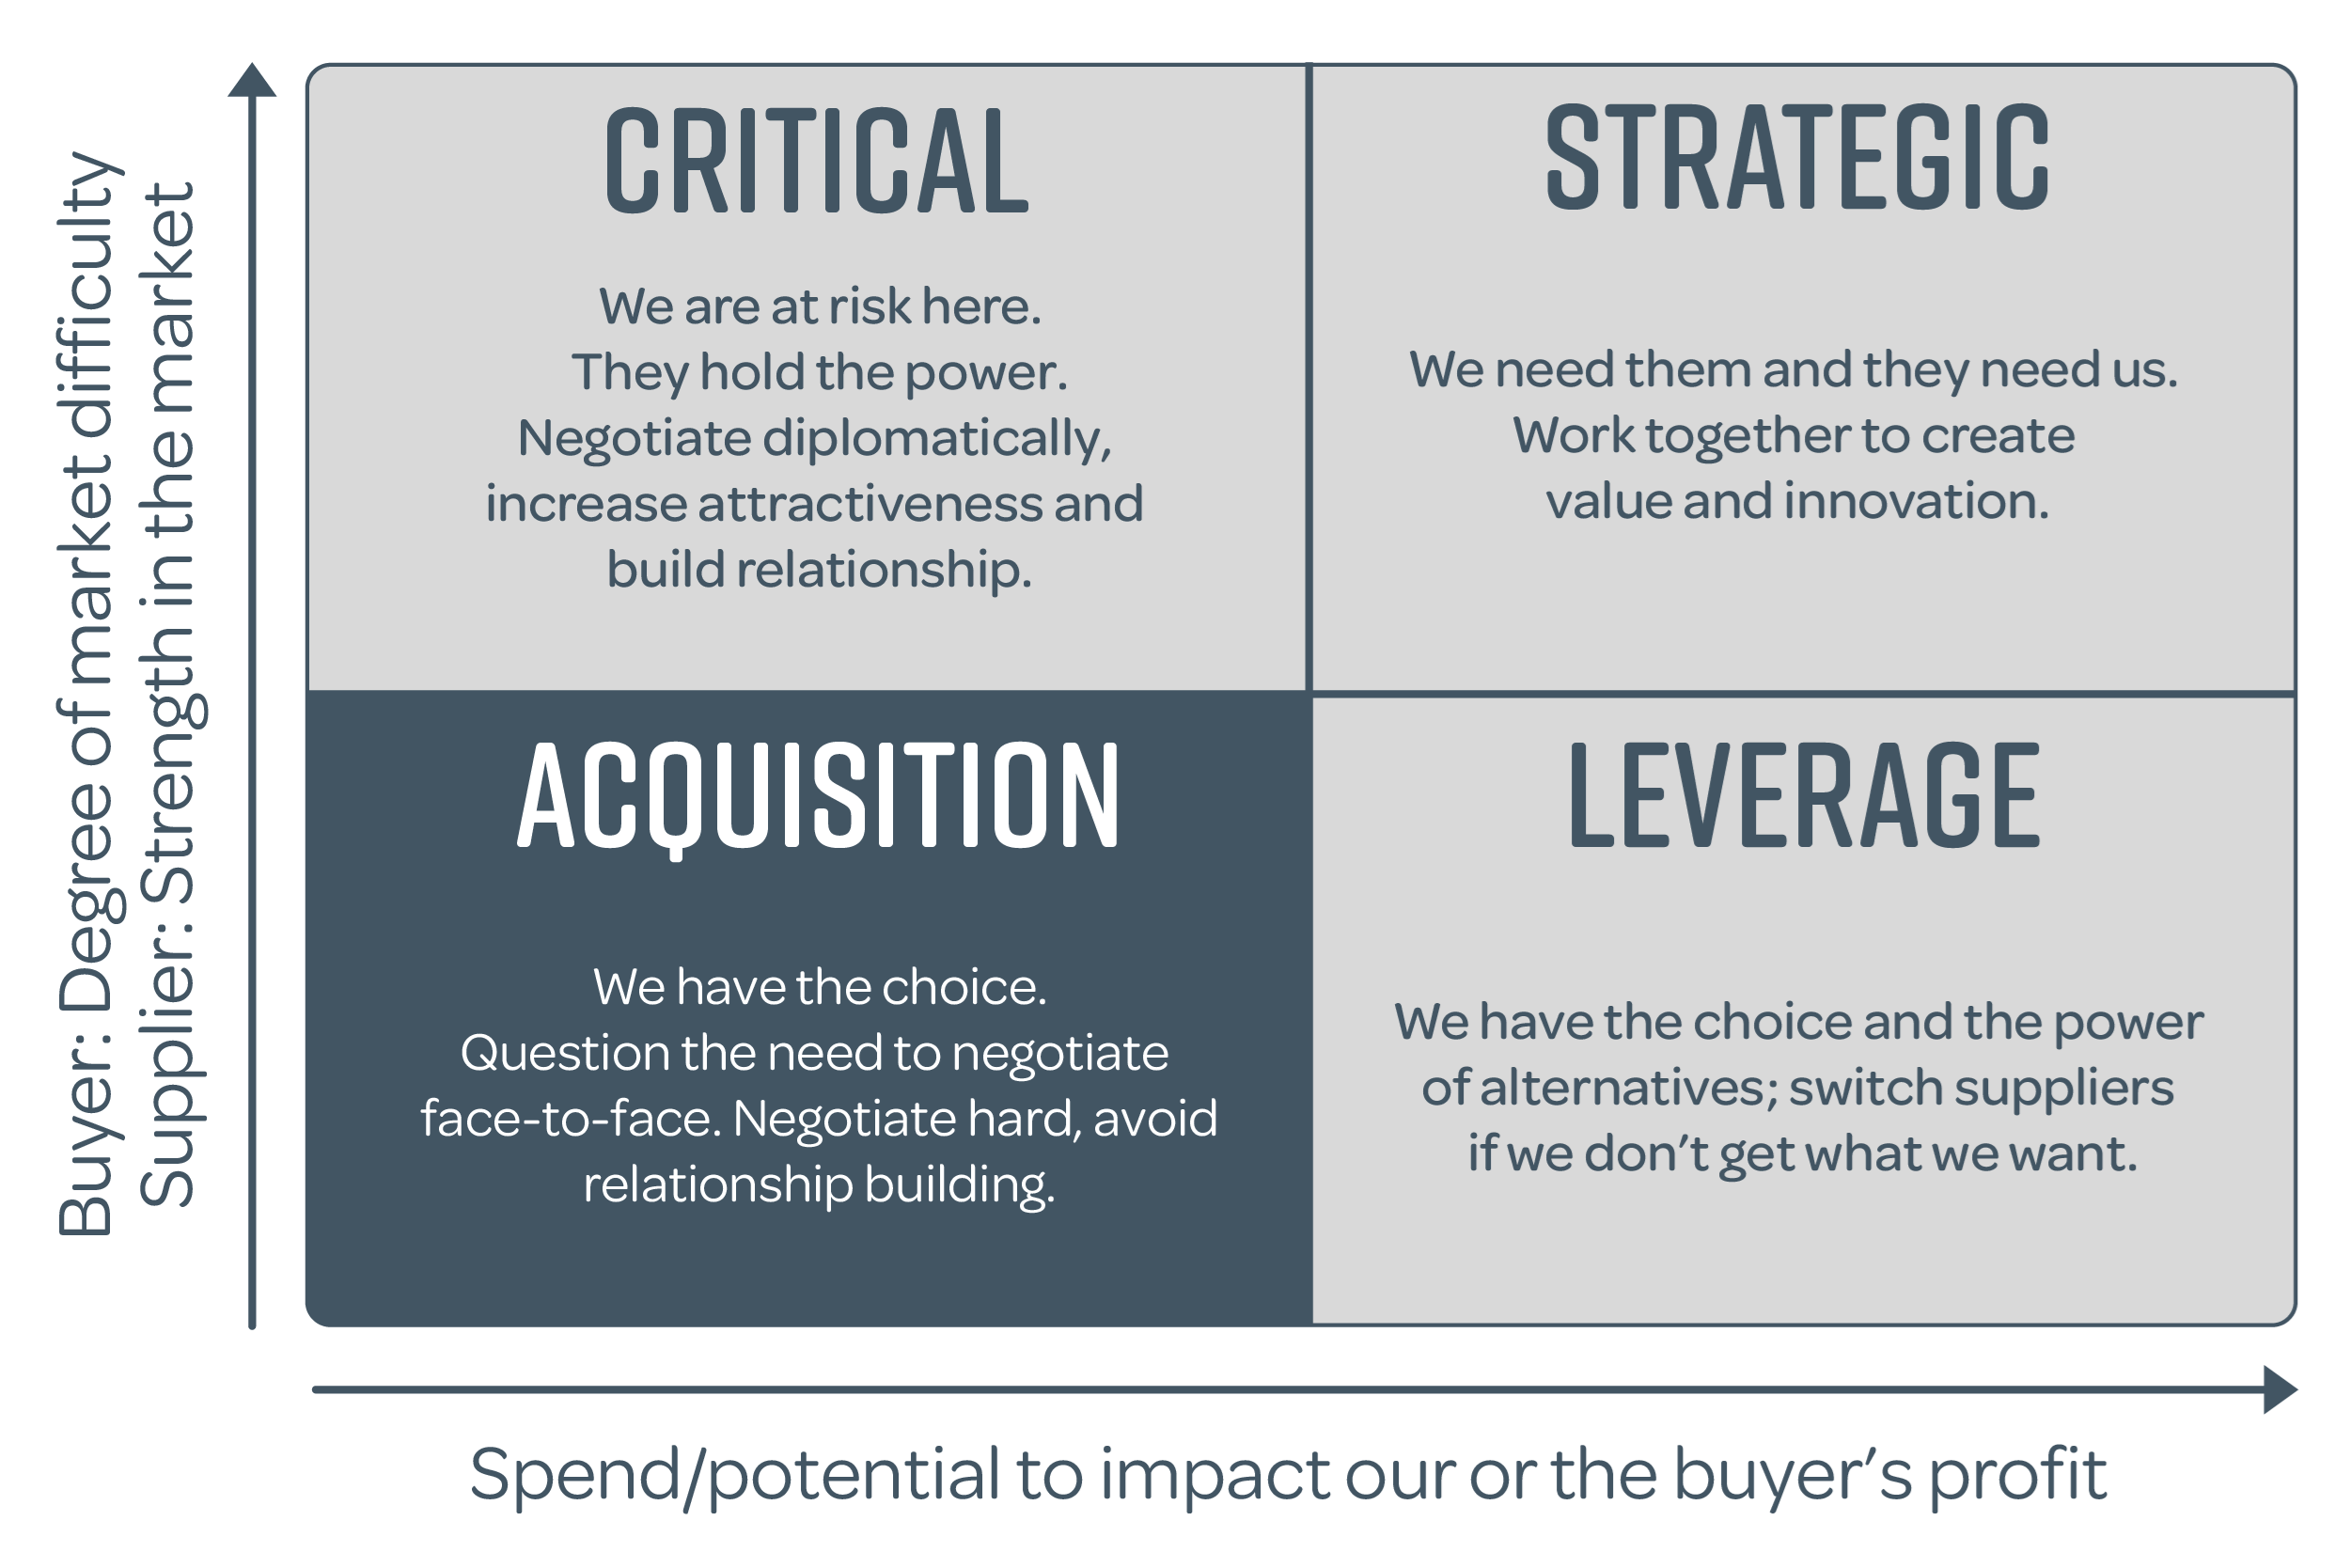 Buyer: Degree of market difficulty
Supplier: Strength in the market
CRITICAL
We are at risk here.
They hold the power.
Negotiate diplomatically,
increase attractiveness and
build relationship.
STRATEGIC
We need them and they need us.
Work together to create
value and innovation.
ACQUISITION
We have the choice.
Question the need to negotiate
face-to-face. Negotiate hard, avoid
relationship building.
LEVERAGE
We have the choice and the power
of alternatives; switch suppliers
if we don’t get what we want.
Spend/potential to impact our or the buyer’s profit